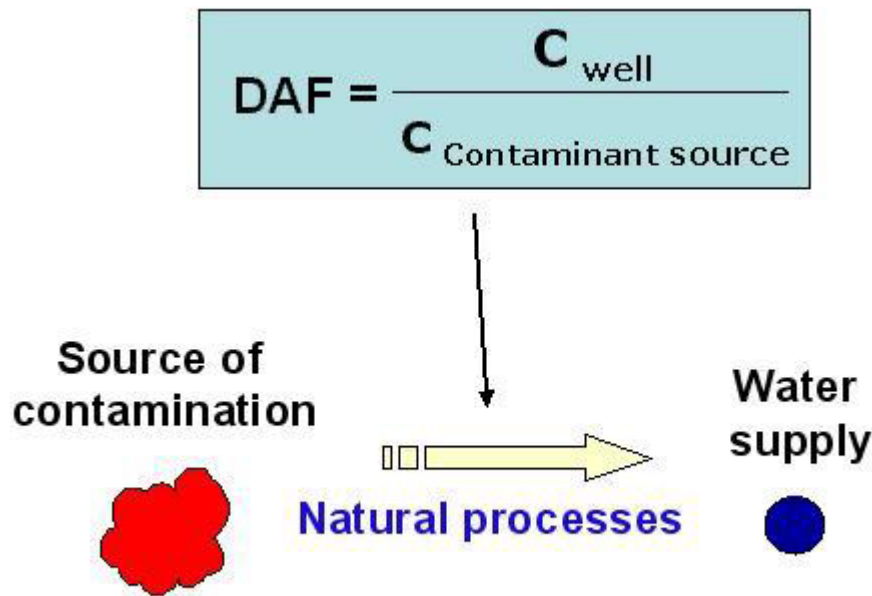 DAF = C well
C Contaminant source
Source of
contamination
Water
supply
Natural processes